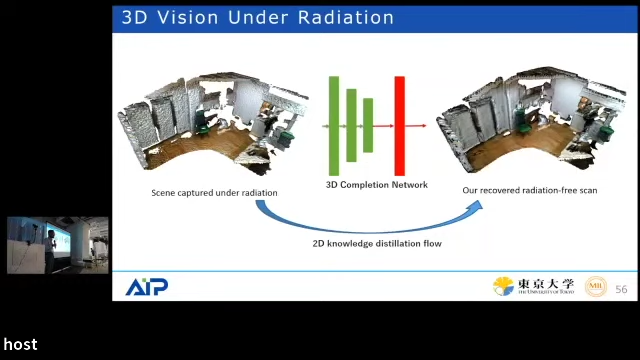 3D Vision Under Radiation
3D Completion Network
Scene captured under radiation
Our recovered radiation-free scan
2D knowledge distillation flow
AIP
東京大学
THE UNIVERSITY OF TOKYO
MIL
56
host